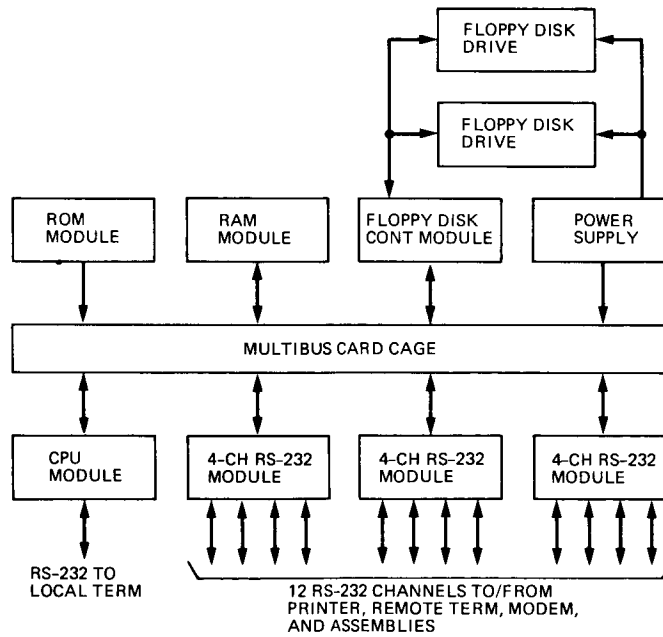 FLOPPY DISK
DRIVE
FLOPPY DISK
DRIVE
ROM
MODULE
RAM
MODULE
FLOPPY DISK
CONT MODULE
POWER
SUPPLY
MULTIBUS CARD CAGE
CPU
MODULE
4-CH RS-232
MODULE
4-CH RS-232
MODULE
4-CH RS-232
MODULE
RS-232 TO
LOCAL TERM
12 RS-232 CHANNELS TO/FROM
PRINTER, REMOTE TERM, MODEM,
AND ASSEMBLIES